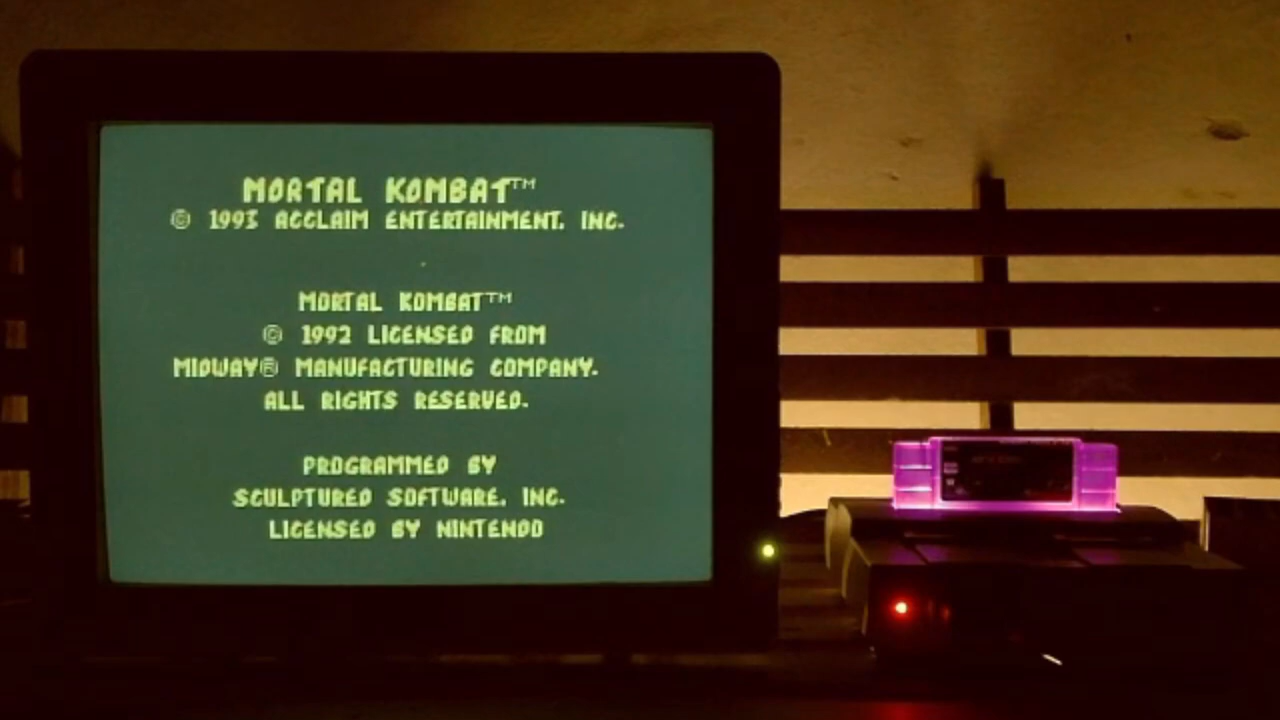 MORTAL KOMBAT™
© 1993 ACCLAIM ENTERTAINMENT, INC.
MORTAL KOMBAT™
© 1992 LICENSED FROM
MIDWAY® MANUFACTURING COMPANY.
ALL RIGHTS RESERVED.
PROGRAMMED BY
SCULPTURED SOFTWARE, INC.
LICENSED BY NINTENDO